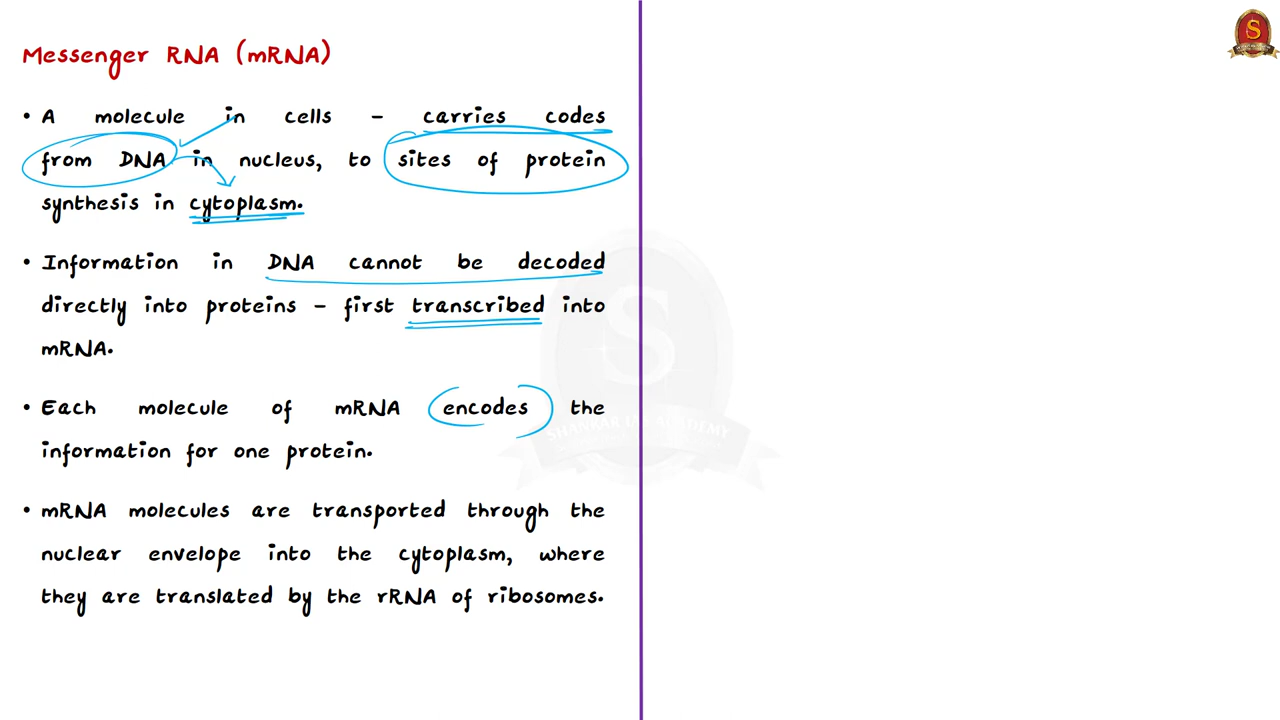 Messenger RNA (mRNA)
• A molecule in cells – carries codes
from DNA in nucleus, to sites of protein
synthesis in cytoplasm.
• Information in DNA cannot be decoded
directly into proteins – first transcribed into
mRNA.
• Each molecule of mRNA encodes the
information for one protein.
• mRNA molecules are transported through the
nuclear envelope into the cytoplasm, where
they are translated by the rRNA of ribosomes.
S
SHANKAR IAS ACADEMY
S